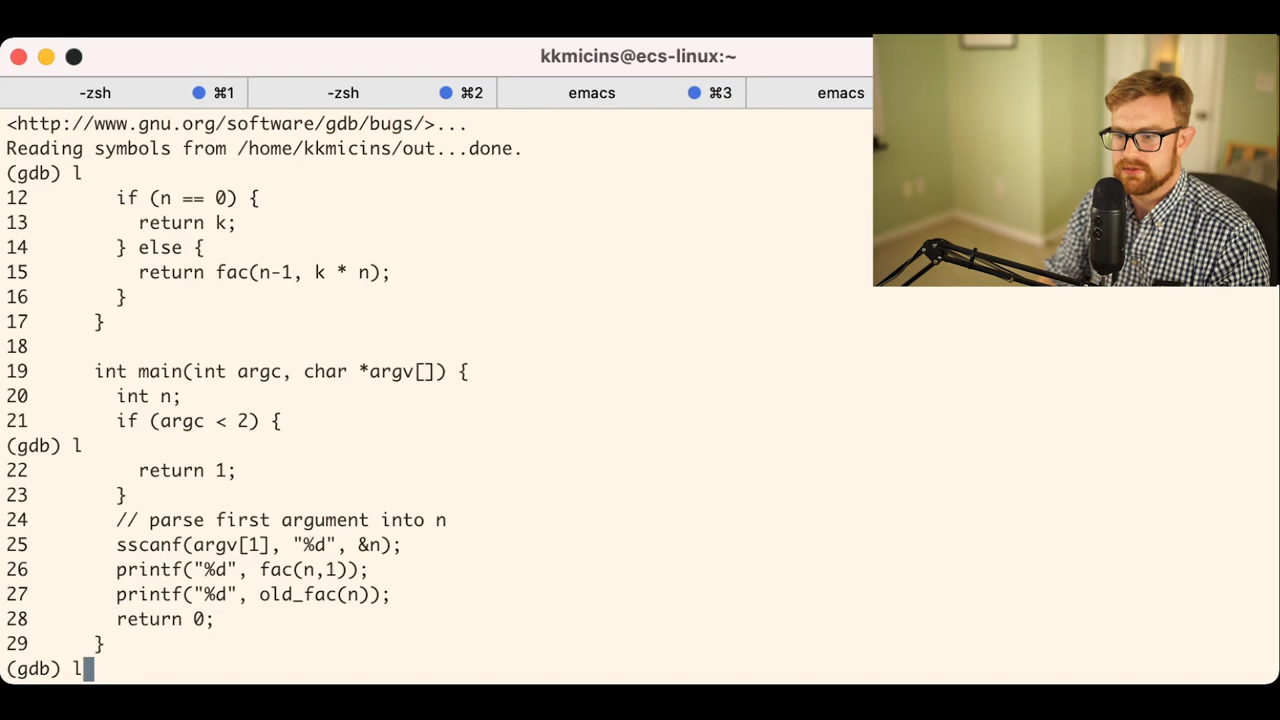 kkmicins@ecs-linux:~
-zsh ⌘1 -zsh ⌘2 emacs ⌘3 emacs
<http://www.gnu.org/software/gdb/bugs/>...
Reading symbols from /home/kkmicins/out...done.
(gdb) l
12        if (n == 0) {
13          return k;
14        } else {
15          return fac(n-1, k * n);
16        }
17      }
18
19      int main(int argc, char *argv[]) {
20        int n;
21        if (argc < 2) {
(gdb) l
22          return 1;
23        }
24        // parse first argument into n
25        sscanf(argv[1], "%d", &n);
26        printf("%d", fac(n,1));
27        printf("%d", old_fac(n));
28        return 0;
29      }
(gdb) l